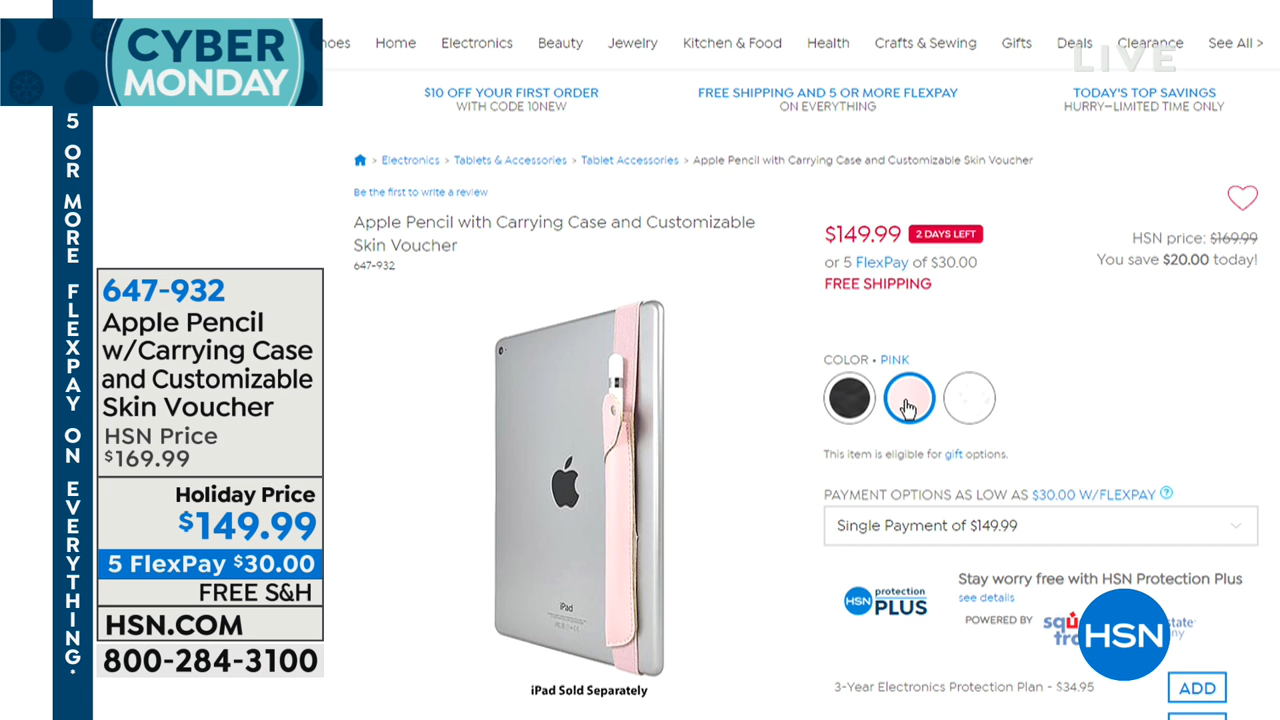 CYBER
MONDAY
5 OR MORE FLEXPAY ON EVERYTHING.
647-932
Apple Pencil
w/Carrying Case
and Customizable
Skin Voucher
HSN Price
$169.99
Holiday Price
$149.99
5 FlexPay $30.00
FREE S&H
HSN.COM
800-284-3100
Home Electronics Beauty Jewelry Kitchen & Food Health Crafts & Sewing Gifts Deals Clearance See All >
LIVE
$10 OFF YOUR FIRST ORDER
WITH CODE 10NEW
FREE SHIPPING AND 5 OR MORE FLEXPAY
ON EVERYTHING
TODAY'S TOP SAVINGS
HURRY—LIMITED TIME ONLY
> Electronics > Tablets & Accessories > Tablet Accessories > Apple Pencil with Carrying Case and Customizable Skin Voucher
Be the first to write a review
Apple Pencil with Carrying Case and Customizable
Skin Voucher
647-932
iPad
iPad Sold Separately
$149.99 2 DAYS LEFT
or 5 FlexPay of $30.00
FREE SHIPPING
HSN price: $169.99
You save $20.00 today!
COLOR • PINK
This item is eligible for gift options.
PAYMENT OPTIONS AS LOW AS $30.00 W/FLEXPAY ?
Single Payment of $149.99
HSN protection
PLUS
Stay worry free with HSN Protection Plus
see details
POWERED BY
HSN
3-Year Electronics Protection Plan - $34.95
ADD